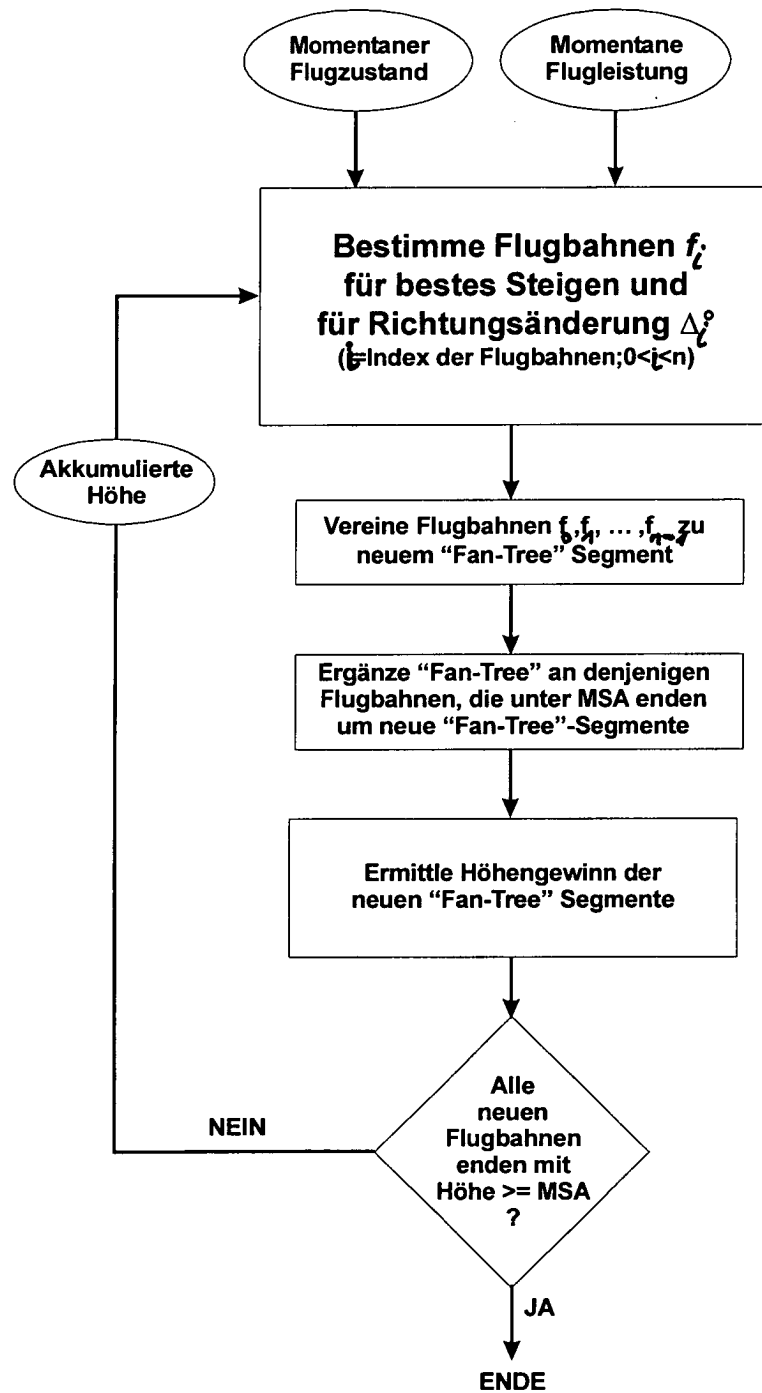 Momentaner
Flugzustand
Momentane
Flugleistung
Bestimme Flugbahnen fᵢ
für bestes Steigen und
für Richtungsänderung Δᵢ°
(i=Index der Flugbahnen;0<i<n)
Akkumulierte
Höhe
Vereine Flugbahnen f₀,f₁, … ,fₙ₋₁ zu
neuem “Fan-Tree” Segment
Ergänze “Fan-Tree” an denjenigen
Flugbahnen, die unter MSA enden
um neue “Fan-Tree”-Segmente
Ermittle Höhengewinn der
neuen “Fan-Tree” Segmente
Alle
neuen
Flugbahnen
enden mit
Höhe >= MSA
?
NEIN
JA
ENDE